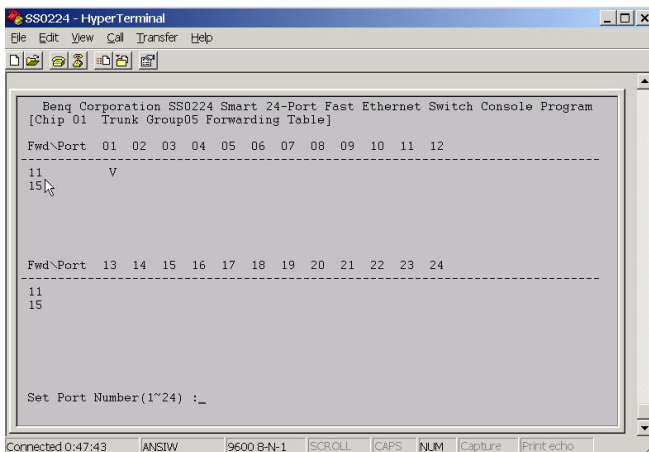 SS0224 - HyperTerminal
File Edit View Call Transfer Help
Benq Corporation SS0224 Smart 24-Port Fast Ethernet Switch Console Program
[Chip 01 Trunk Group05 Forwarding Table]
Fwd\Port 01 02 03 04 05 06 07 08 09 10 11 12
--------------------------------------------------------------------------
11 V
15
Fwd\Port 13 14 15 16 17 18 19 20 21 22 23 24
--------------------------------------------------------------------------
11
15
Set Port Number(1~24) :_
Connected 0:47:43 ANSIW 9600 8-N-1 SCROLL CAPS NUM Capture Print echo